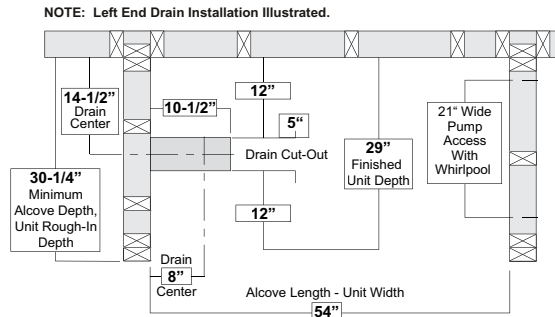 NOTE: Left End Drain Installation Illustrated.
14-1/2”
Drain
Center
10-1/2”
12”
5“
Drain Cut-Out
29”
Finished
Unit Depth
21“ Wide
Pump
Access
With
Whirlpool
30-1/4”
Minimum
Alcove Depth,
Unit Rough-In
Depth
12”
Drain
8”
Center
Alcove Length - Unit Width
54”